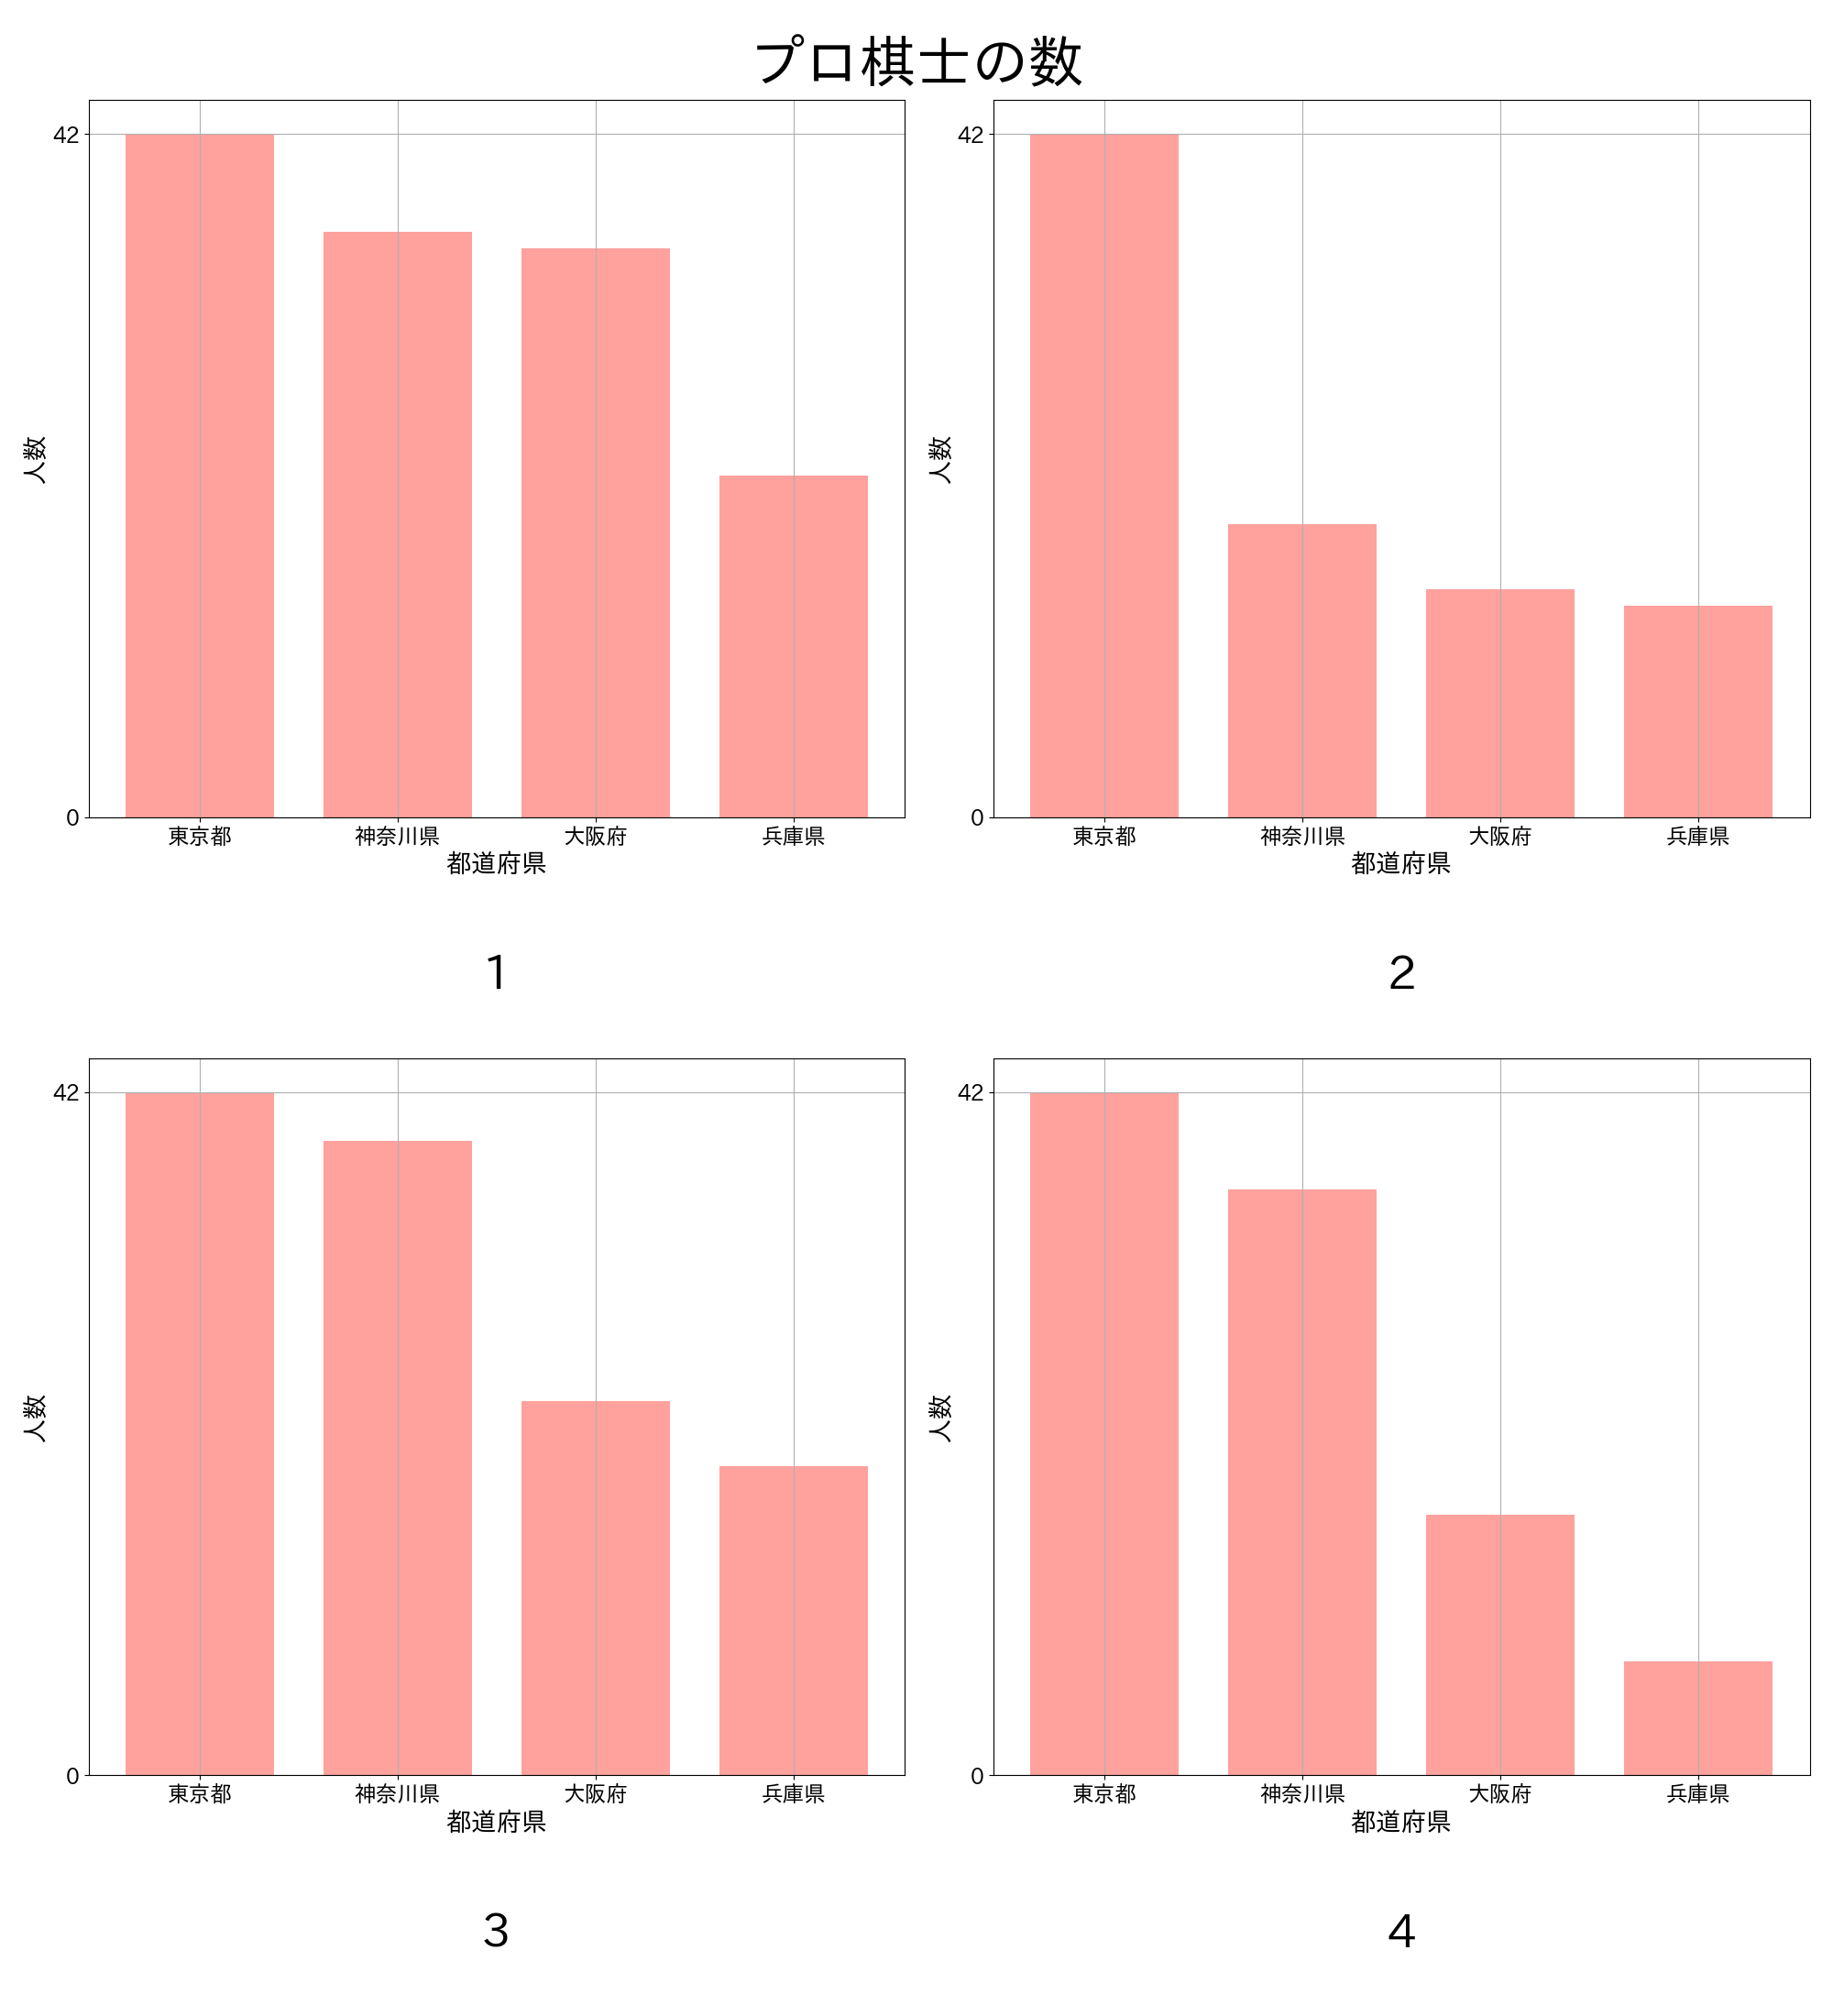 プロ棋士の数
42
0
人数
東京都 神奈川県 大阪府 兵庫県
都道府県
1
42
0
人数
東京都 神奈川県 大阪府 兵庫県
都道府県
2
42
0
人数
東京都 神奈川県 大阪府 兵庫県
都道府県
3
42
0
人数
東京都 神奈川県 大阪府 兵庫県
都道府県
4